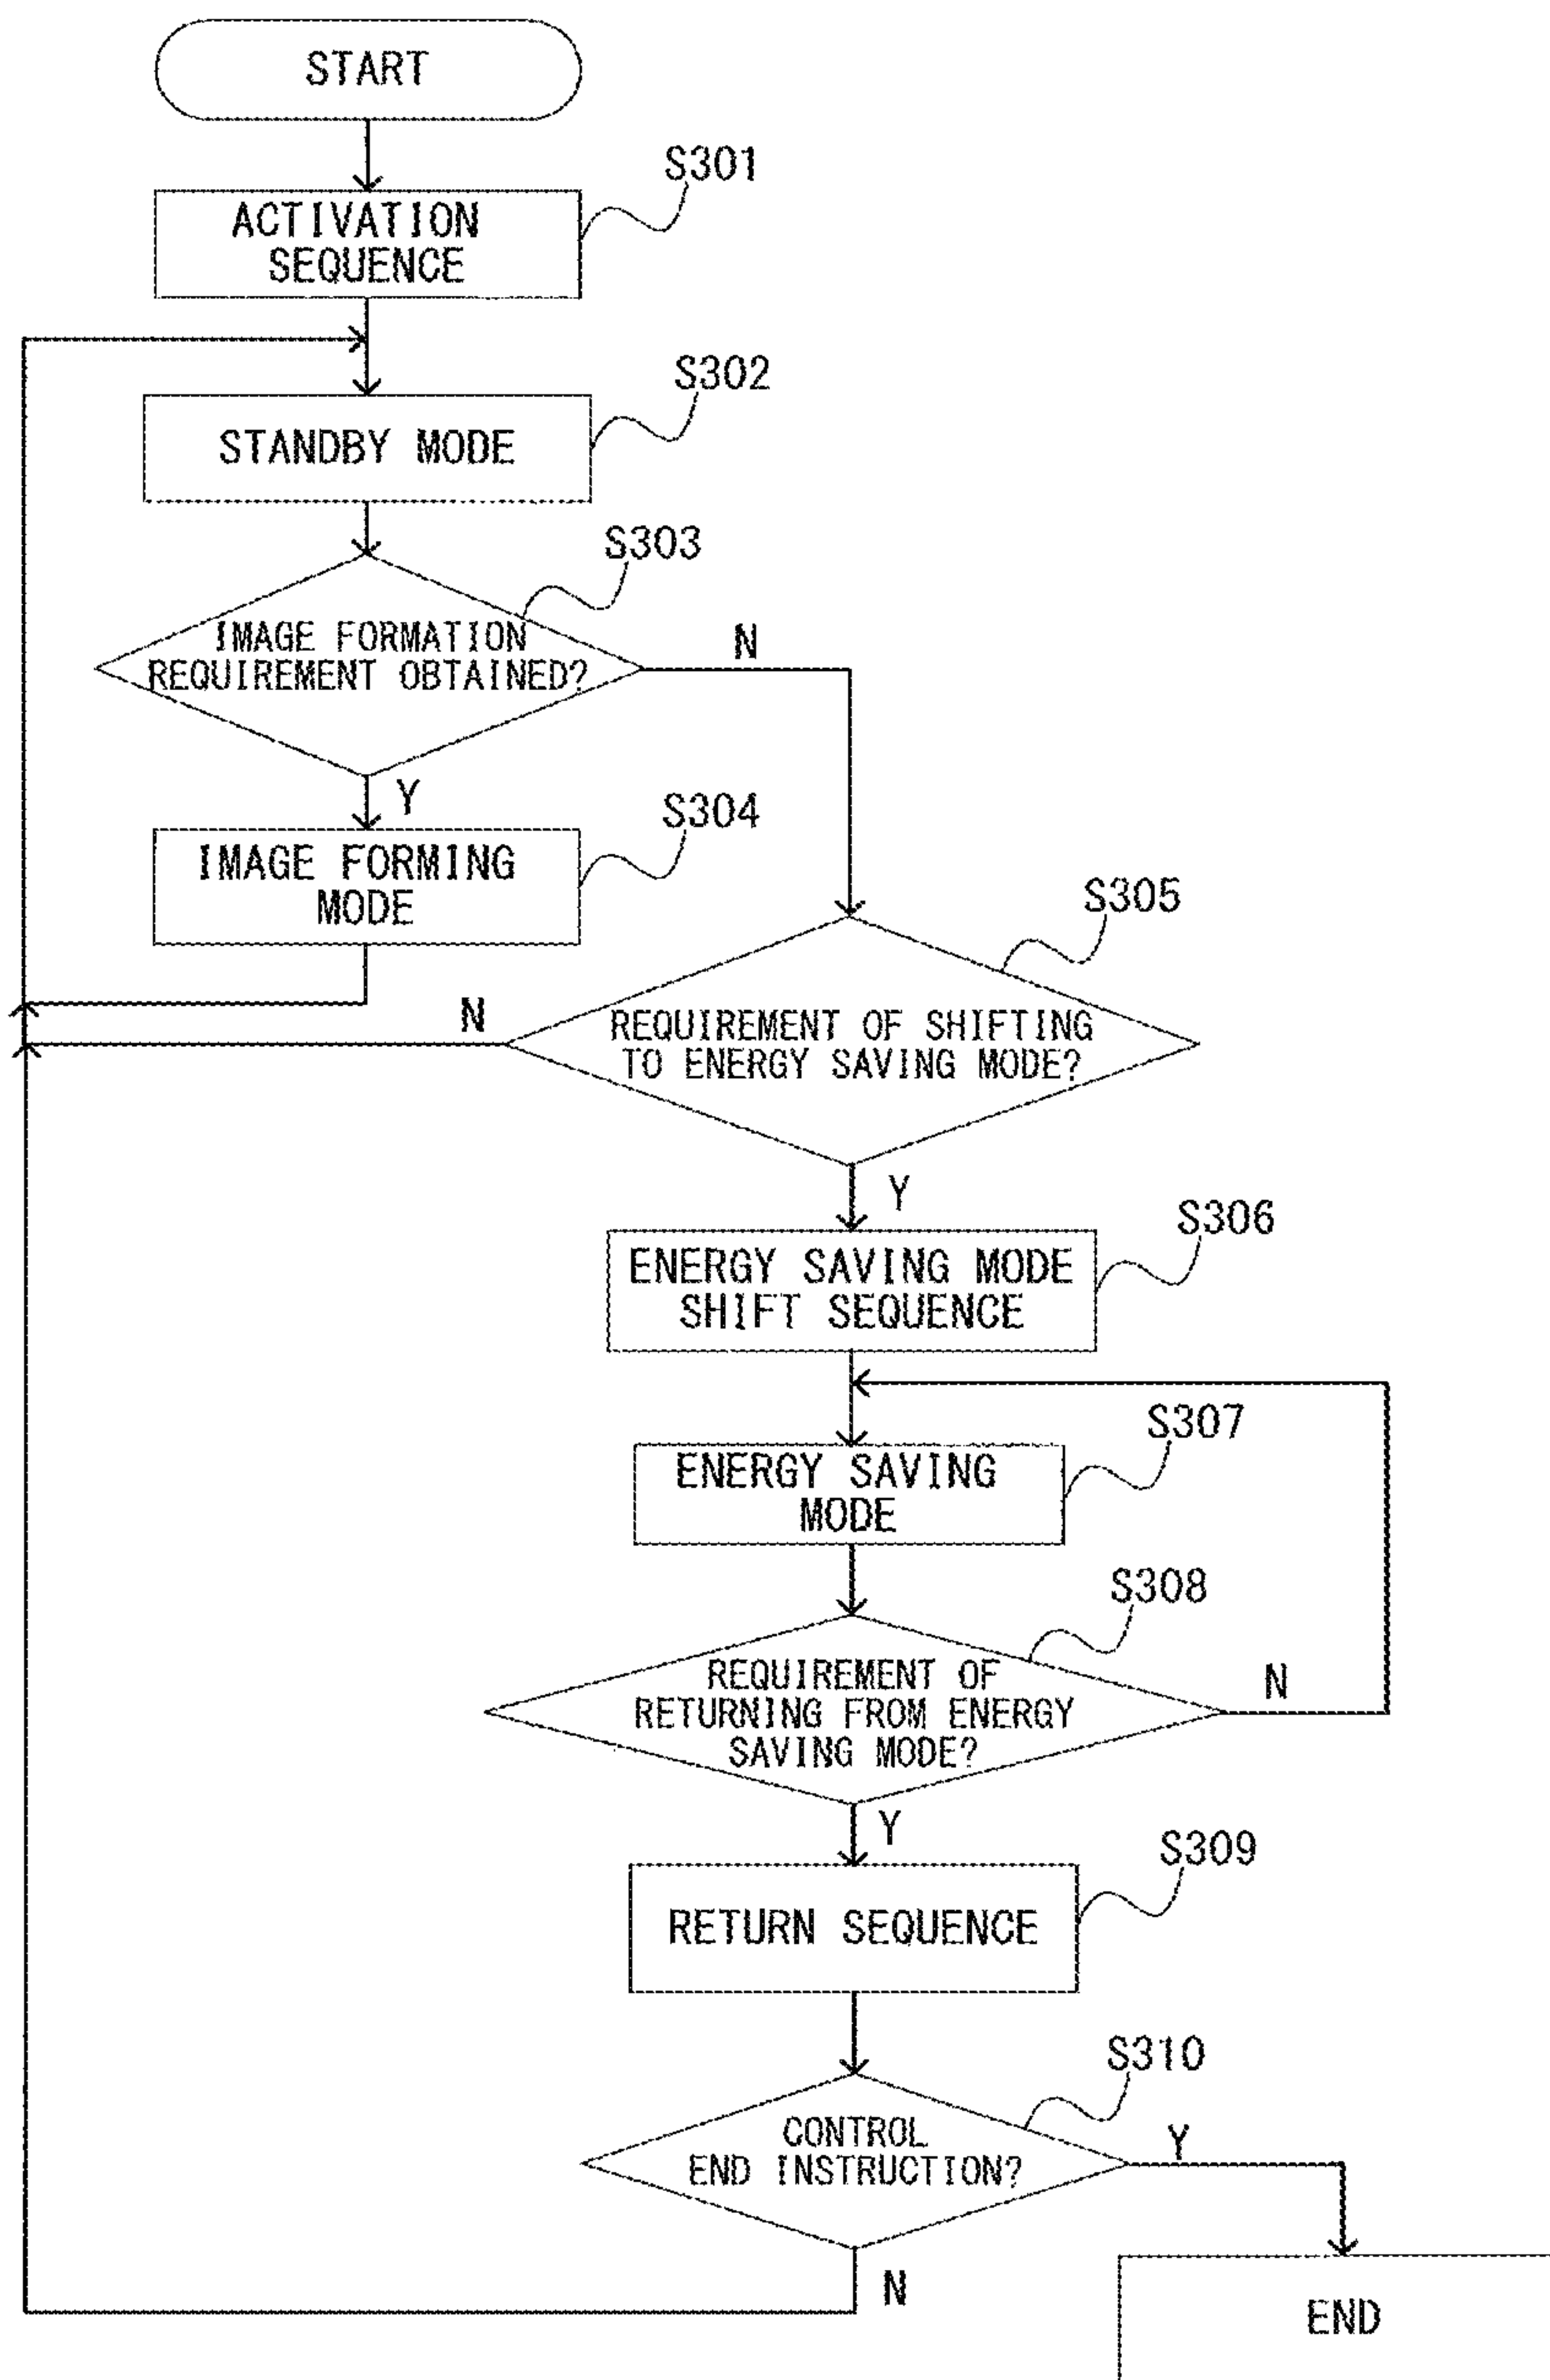 START
S301
ACTIVATION
SEQUENCE
S302
STANDBY MODE
S303
IMAGE FORMATION
REQUIREMENT OBTAINED?
N
Y
S304
IMAGE FORMING
MODE
S305
N
REQUIREMENT OF SHIFTING
TO ENERGY SAVING MODE?
Y
S306
ENERGY SAVING MODE
SHIFT SEQUENCE
S307
ENERGY SAVING
MODE
S308
REQUIREMENT OF
RETURNING FROM ENERGY
SAVING MODE?
N
Y
S309
RETURN SEQUENCE
S310
CONTROL
END INSTRUCTION?
Y
N
END